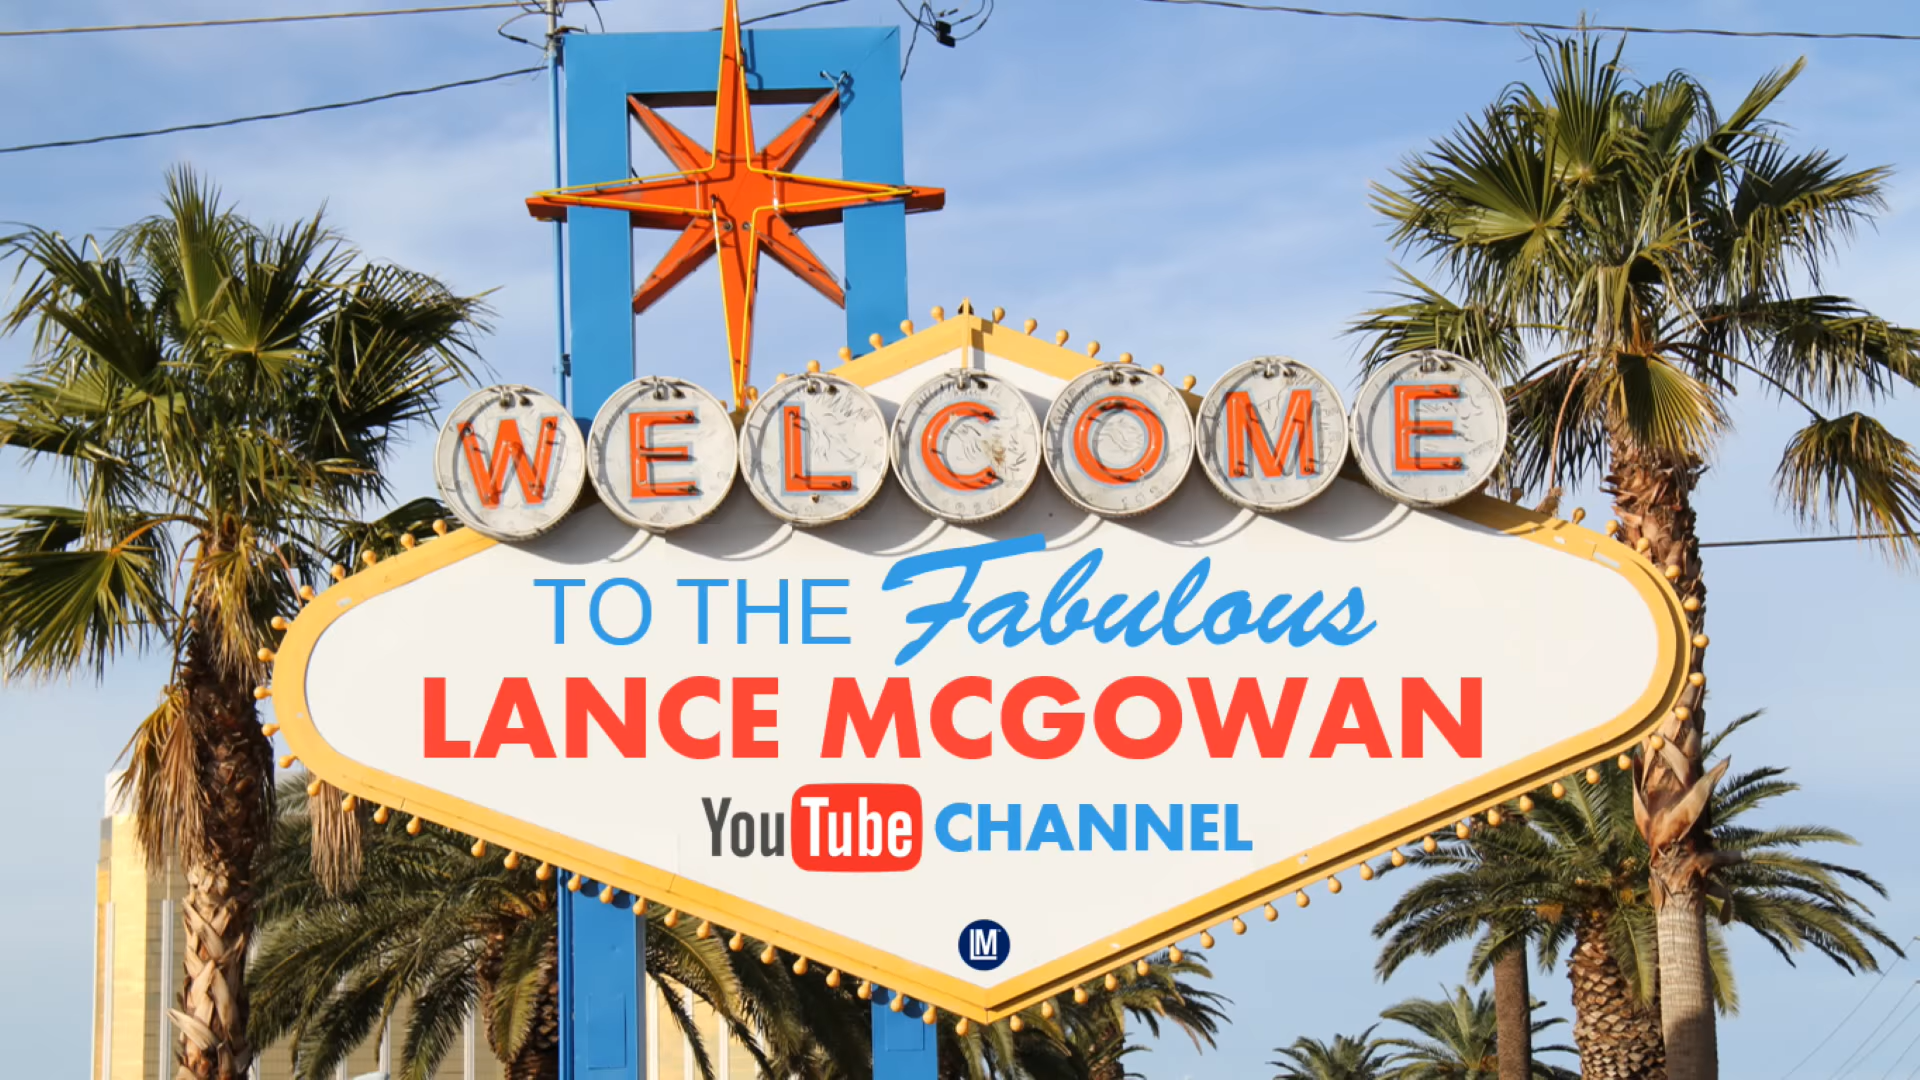 WELCOME
TO THE Fabulous
LANCE MCGOWAN
YouTube CHANNEL
LM